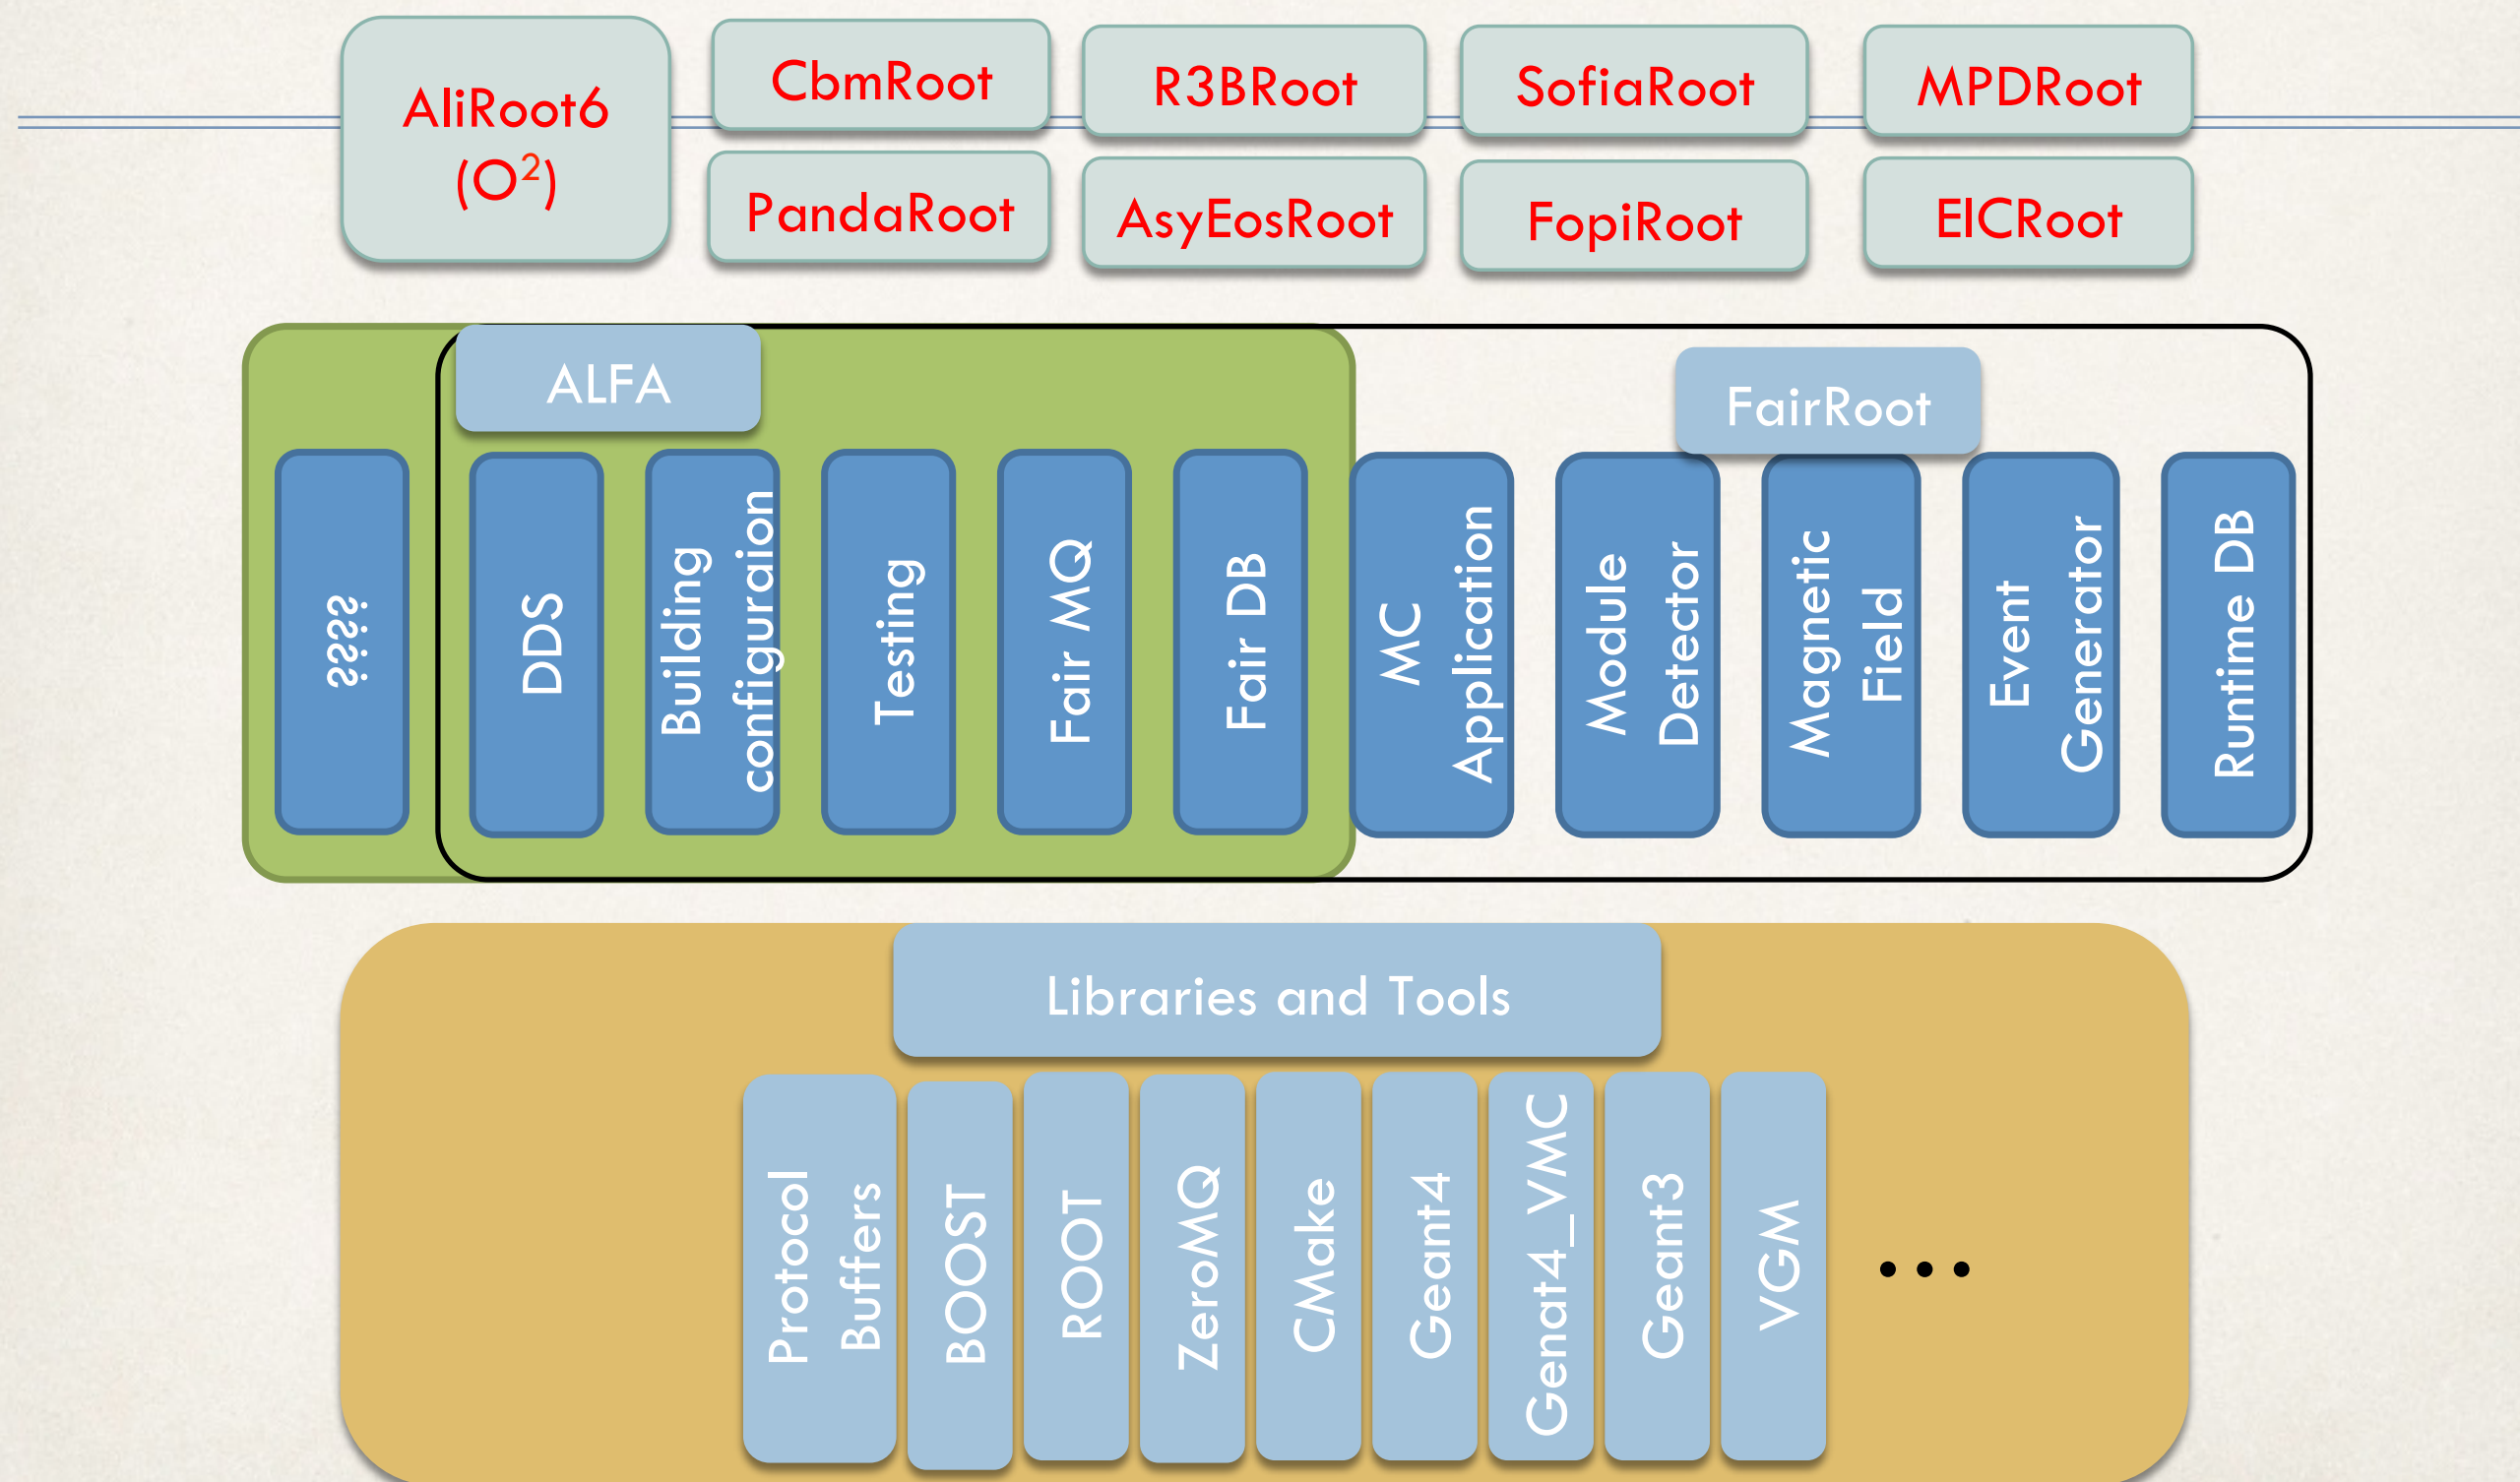 AliRoot6
(O²)
CbmRoot
R3BRoot
SofiaRoot
MPDRoot
PandaRoot
AsyEosRoot
FopiRoot
EICRoot
ALFA
FairRoot
????
DDS
Building
configuraion
Testing
Fair MQ
Fair DB
MC
Application
Module
Detector
Magnetic
Field
Event
Generator
Runtime DB
Libraries and Tools
Protocol
Buffers
BOOST
ROOT
ZeroMQ
CMake
Geant4
Genat4_VMC
Geant3
VGM
...